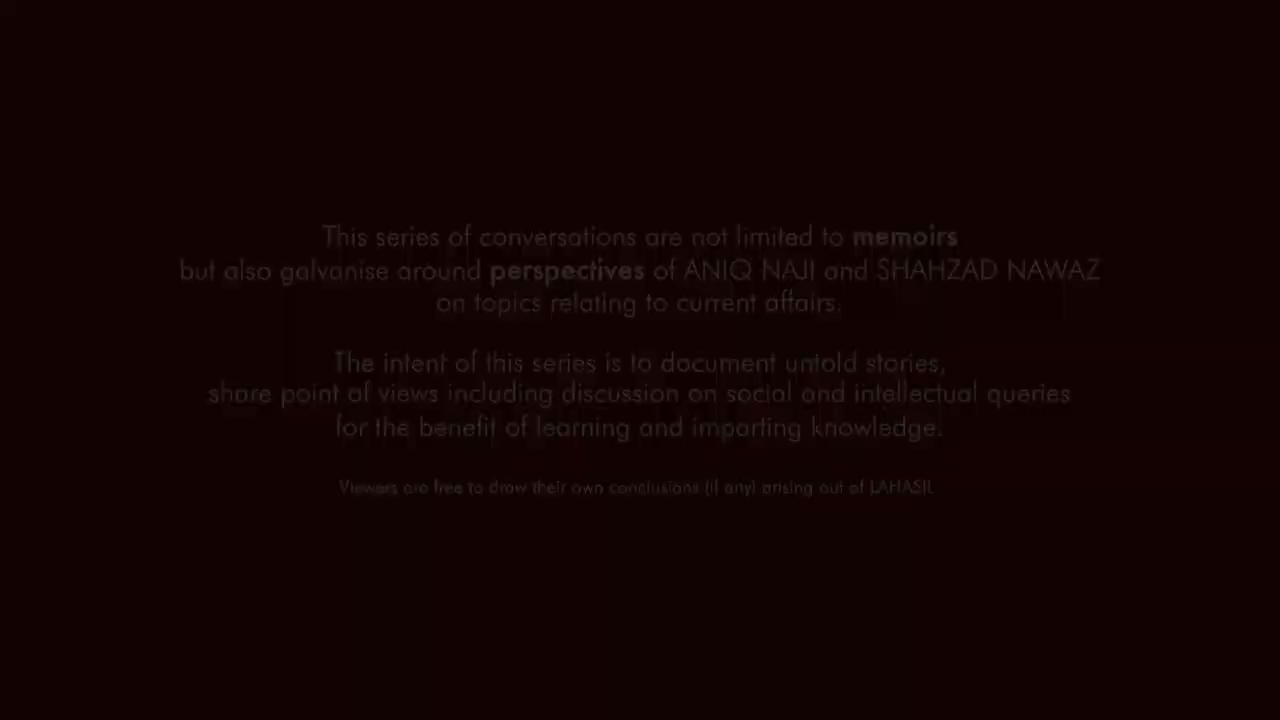 This series of conversations are not limited to memoirs
but also galvanise around perspectives of ANIQ NAJI and SHAHZAD NAWAZ
on topics relating to current affairs.
The intent of this series is to document untold stories,
share point of views including discussion on social and intellectual queries
for the benefit of learning and imparting knowledge.
Viewers are free to draw their own conclusions (if any) arising out of LAHASIL